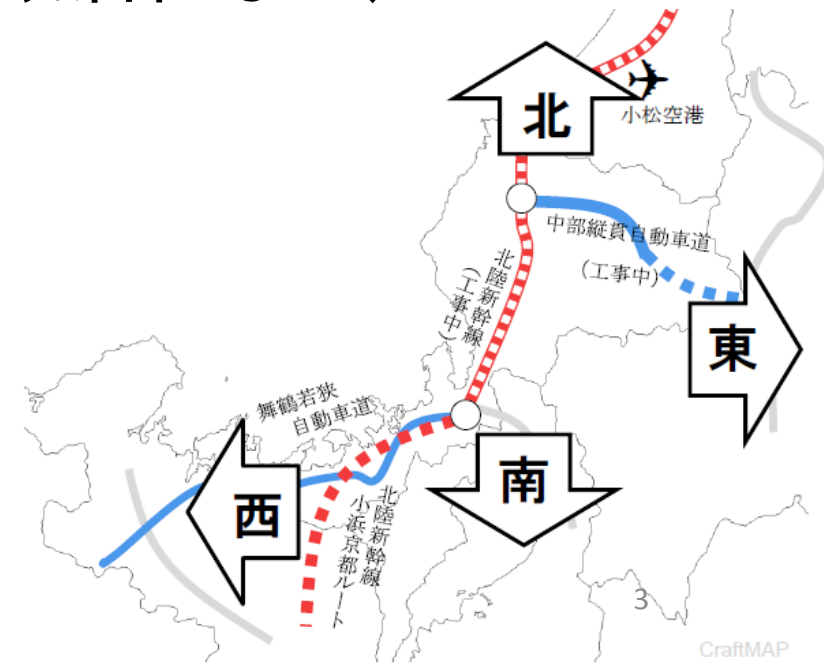 北
小松空港
中部縦貫自動車道
(工事中)
北陸新幹線
(工事中)
東
舞鶴若狭
自動車道
南
西
北陸新幹線
小浜京都ルート
3
CraftMAP